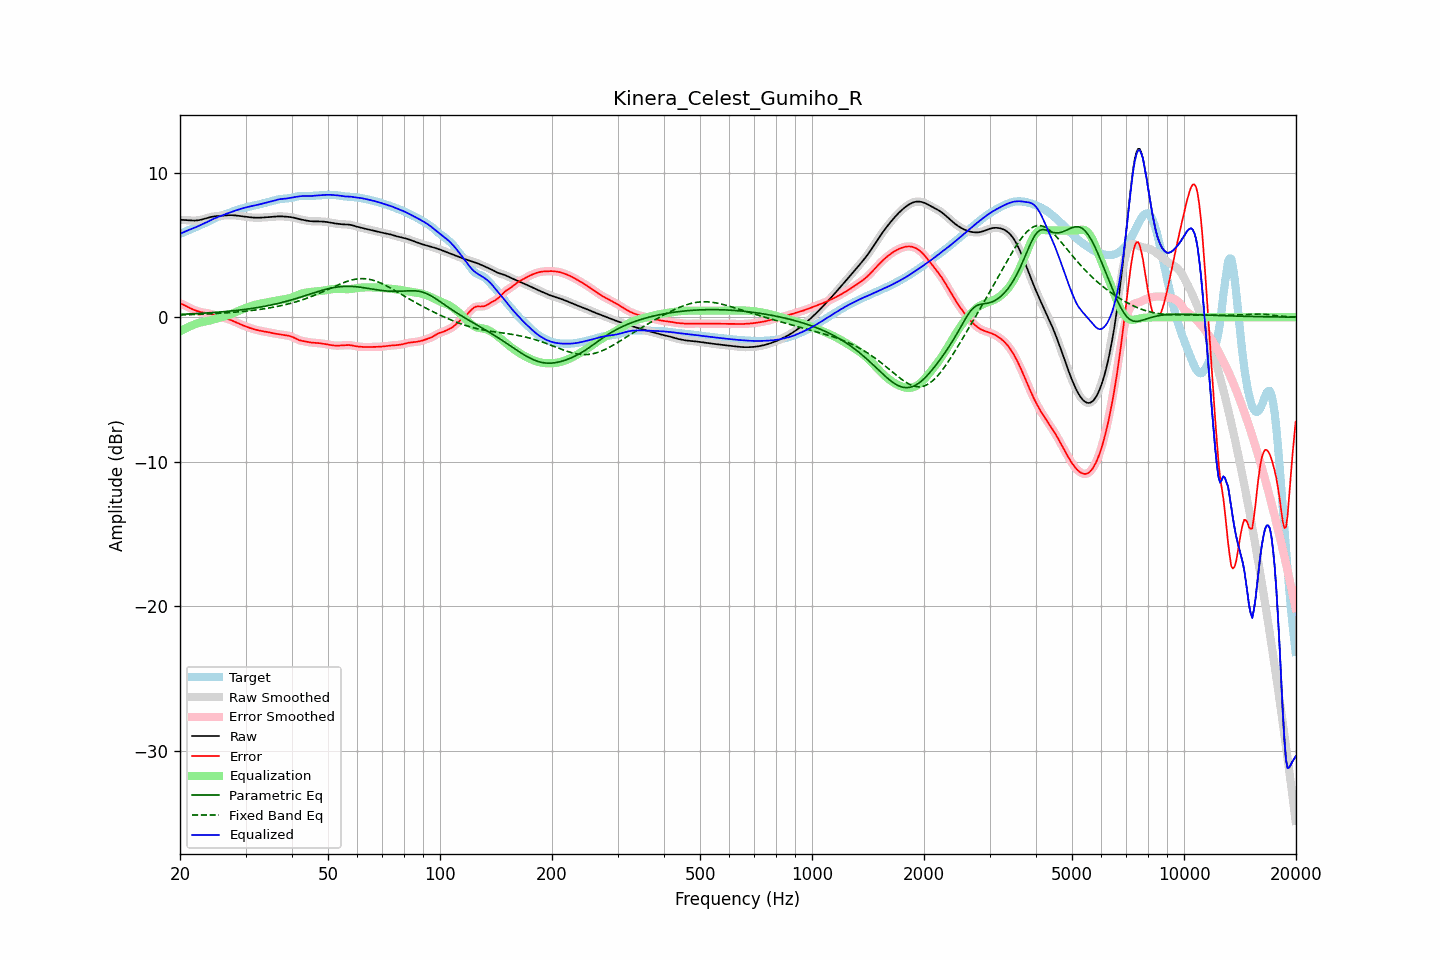 Kinera_Celest_Gumiho_R
10
0
−10
−20
−30
Amplitude (dBr)
Target
Raw Smoothed
Error Smoothed
Raw
Error
Equalization
Parametric Eq
Fixed Band Eq
Equalized
20 50 100 200 500 1000 2000 5000 10000 20000
Frequency (Hz)